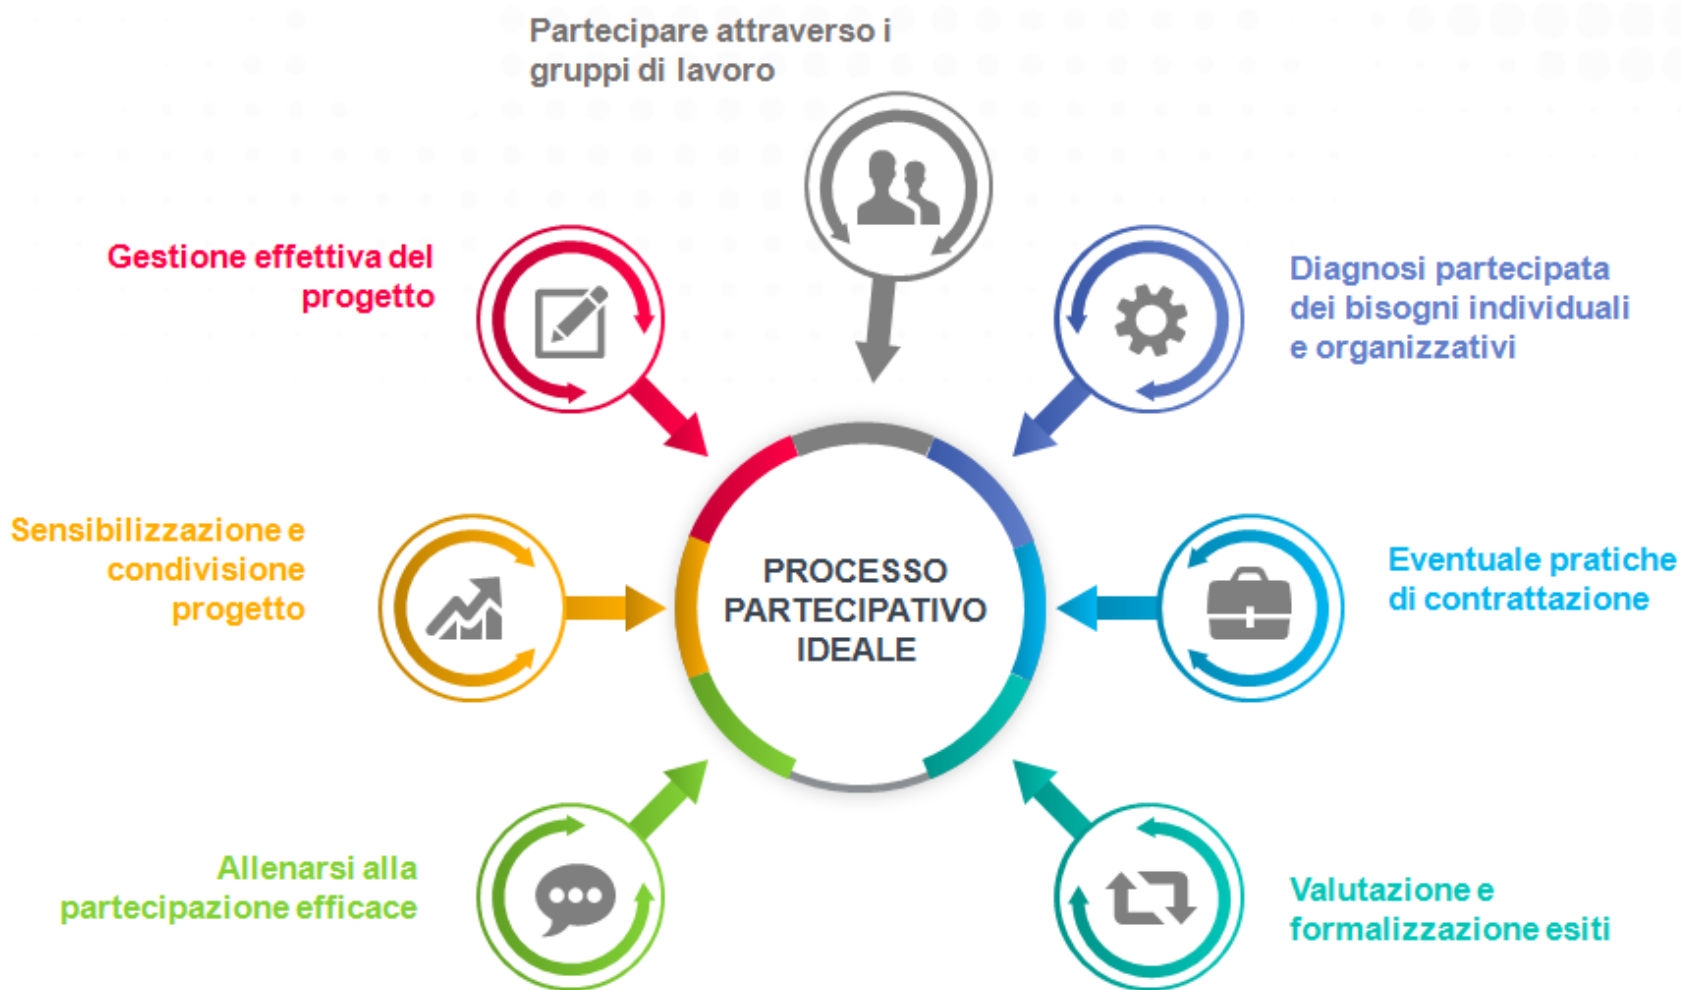 Partecipare attraverso i
gruppi di lavoro
Gestione effettiva del
progetto
Diagnosi partecipata
dei bisogni individuali
e organizzativi
Sensibilizzazione e
condivisione
progetto
PROCESSO
PARTECIPATIVO
IDEALE
Eventuale pratiche
di contrattazione
Allenarsi alla
partecipazione efficace
Valutazione e
formalizzazione esiti